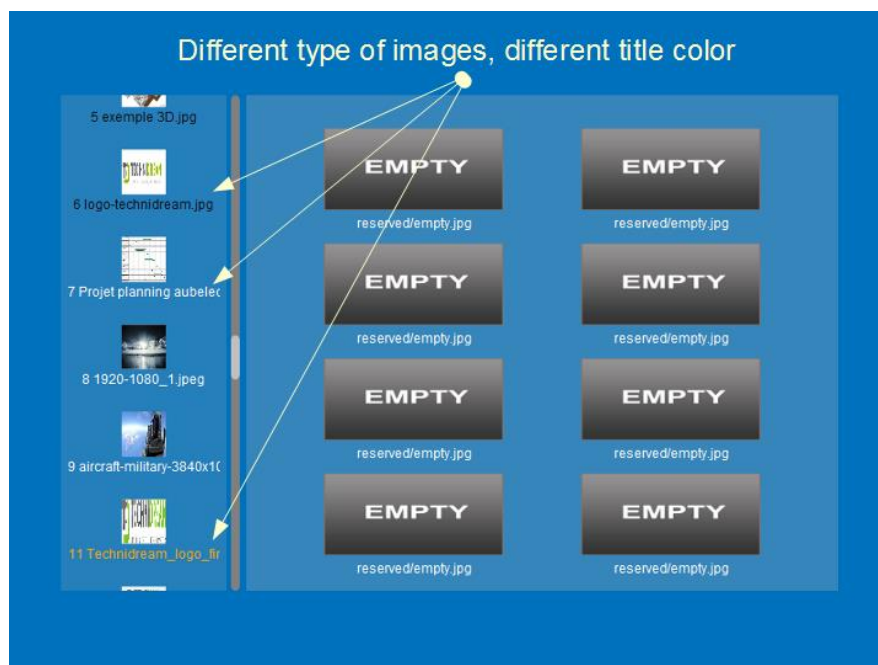 Different type of images, different title color
5 exemple 3D.jpg
TECHNIDREAM
6 logo-technidream.jpg
7 Projet planning aubelec
8 1920-1080_1.jpeg
9 aircraft-military-3840x1(
11 Technidream_logo_fir
EMPTY EMPTY
reserved/empty.jpg reserved/empty.jpg
EMPTY EMPTY
reserved/empty.jpg reserved/empty.jpg
EMPTY EMPTY
reserved/empty.jpg reserved/empty.jpg
EMPTY EMPTY
reserved/empty.jpg reserved/empty.jpg